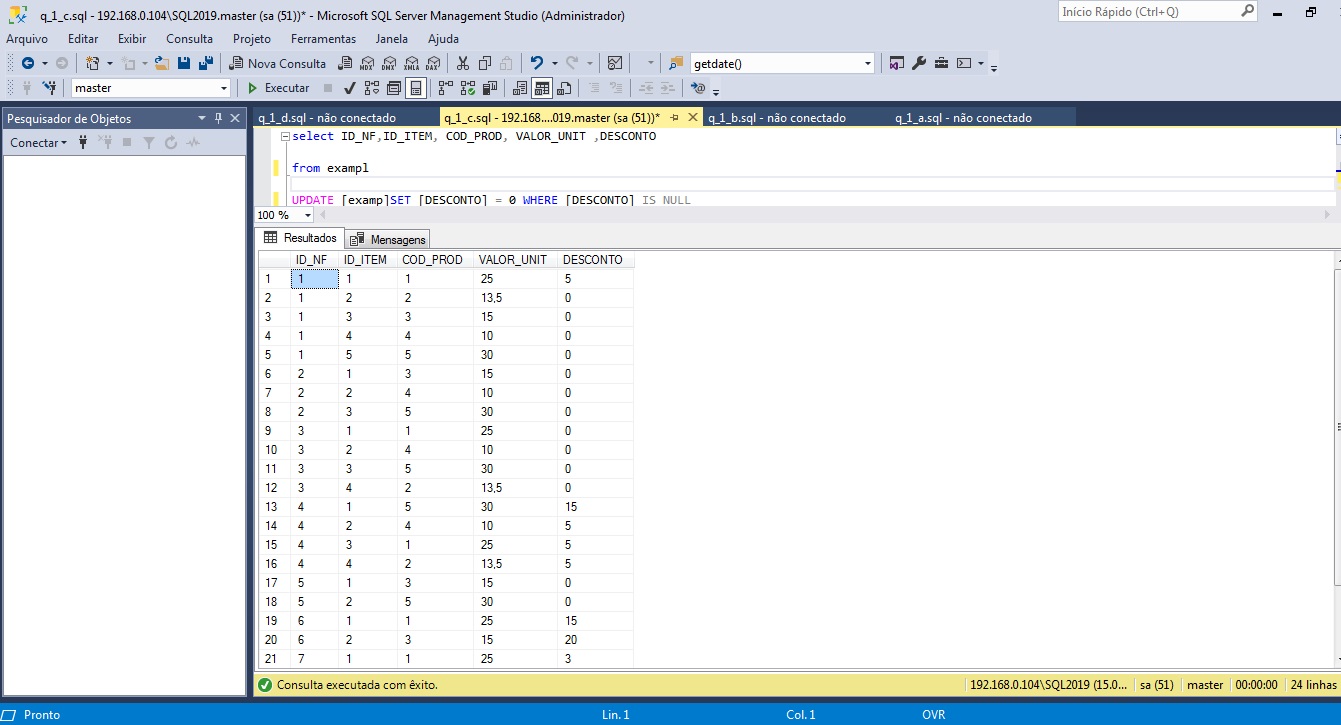 q_1_c.sql - 192.168.0.104\SQL2019.master (sa (51))* - Microsoft SQL Server Management Studio (Administrador)
Início Rápido (Ctrl+Q)
Arquivo Editar Exibir Consulta Projeto Ferramentas Janela Ajuda
Nova Consulta MDX DMX XMLA DAX getdate()
master Executar
Pesquisador de Objetos
Conectar
q_1_d.sql - não conectado q_1_c.sql - 192.168....019.master (sa (51))* q_1_b.sql - não conectado q_1_a.sql - não conectado
select ID_NF,ID_ITEM, COD_PROD, VALOR_UNIT ,DESCONTO
from exampl
UPDATE [examp]SET [DESCONTO] = 0 WHERE [DESCONTO] IS NULL
100 %
Resultados Mensagens
ID_NF ID_ITEM COD_PROD VALOR_UNIT DESCONTO
1 1 1 1 25 5
2 1 2 2 13,5 0
3 1 3 3 15 0
4 1 4 4 10 0
5 1 5 5 30 0
6 2 1 3 15 0
7 2 2 4 10 0
8 2 3 5 30 0
9 3 1 1 25 0
10 3 2 4 10 0
11 3 3 5 30 0
12 3 4 2 13,5 0
13 4 1 5 30 15
14 4 2 4 10 5
15 4 3 1 25 5
16 4 4 2 13,5 5
17 5 1 3 15 0
18 5 2 5 30 0
19 6 1 1 25 15
20 6 2 3 15 20
21 7 1 1 25 3
Consulta executada com êxito. 192.168.0.104\SQL2019 (15.0... sa (51) master 00:00:00 24 linhas
Pronto Lin. 1 Col. 1 OVR